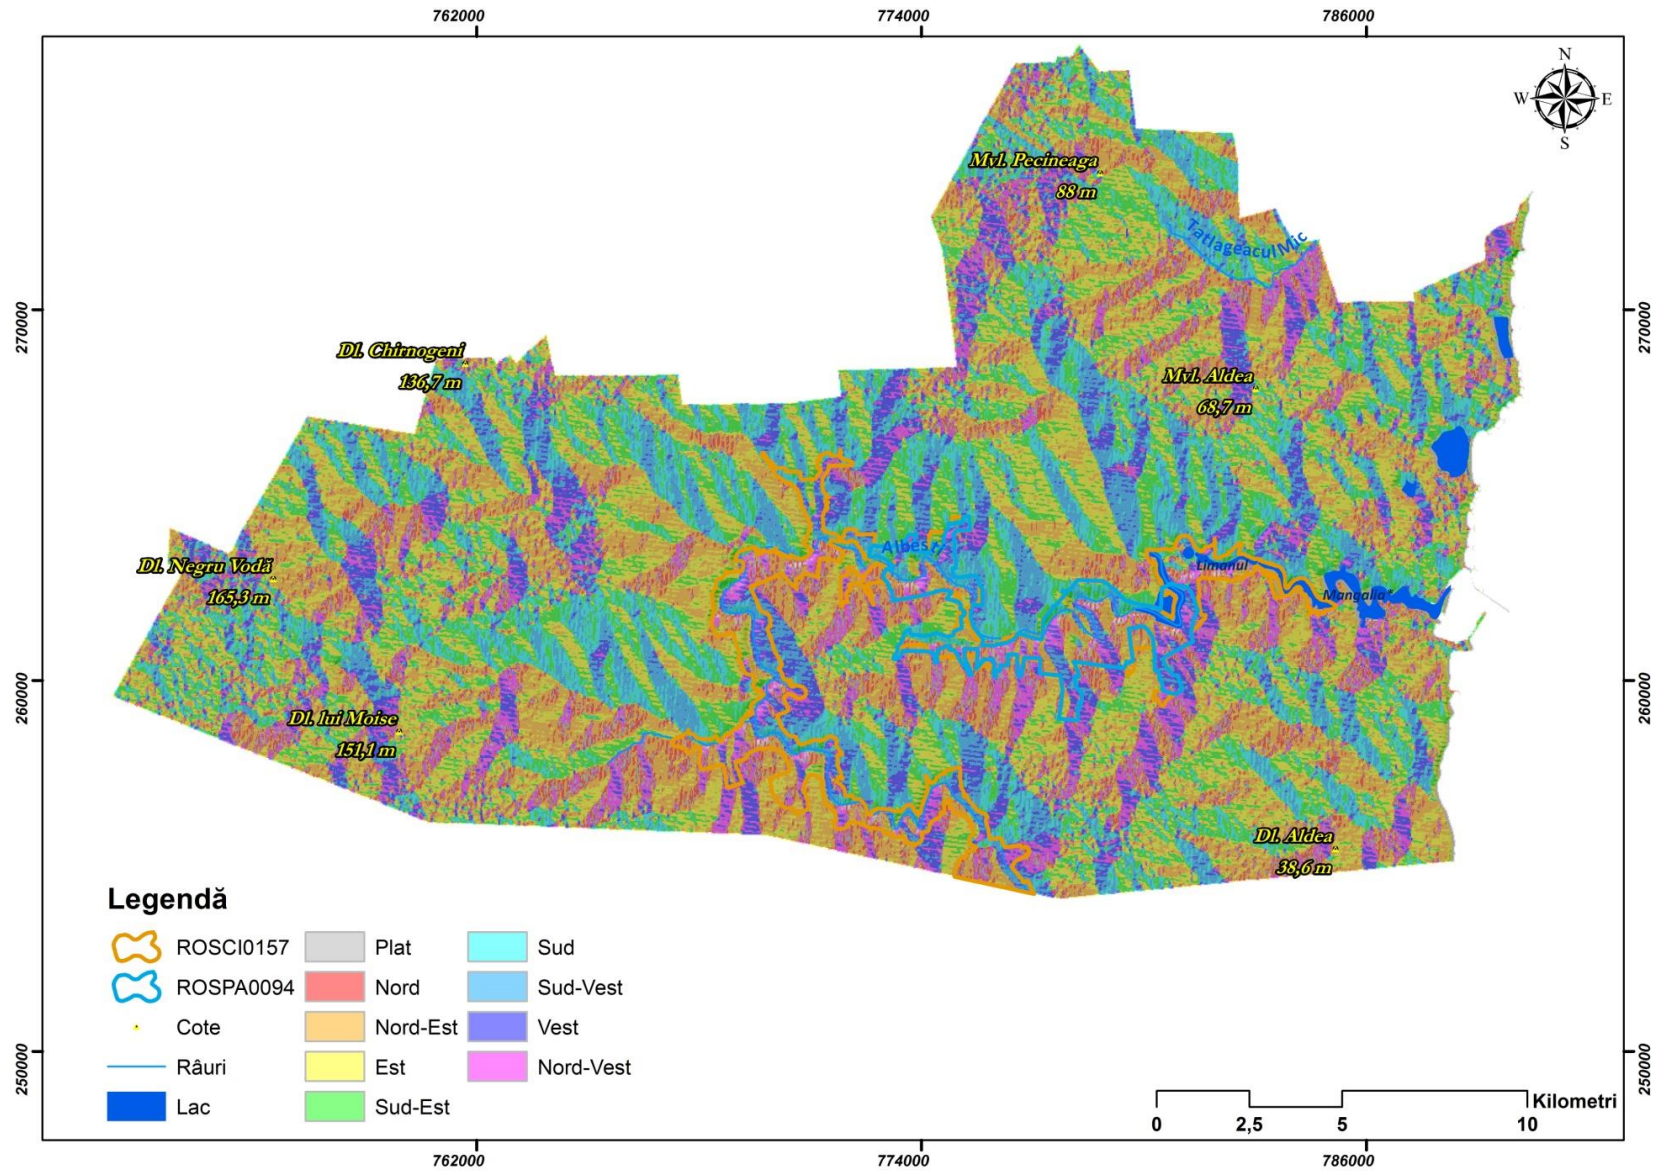 762000
774000
786000
N
W
E
S
Mvl. Pecineaga
88 m
Tatlageacul Mic
270000
270000
Dl. Chirnogeni
136,7 m
Mvl. Aldea
68,7 m
Albesti
Limanul
Dl. Negru Vodă
165,3 m
Mangalia
260000
260000
Dl. lui Moise
151,1 m
Dl. Aldea
38,6 m
Legendă
ROSCI0157
Plat
Sud
ROSPA0094
Nord
Sud-Vest
Cote
Nord-Est
Vest
Râuri
Est
Nord-Vest
Lac
Sud-Est
250000
250000
Kilometri
0
2,5
5
10
762000
774000
786000